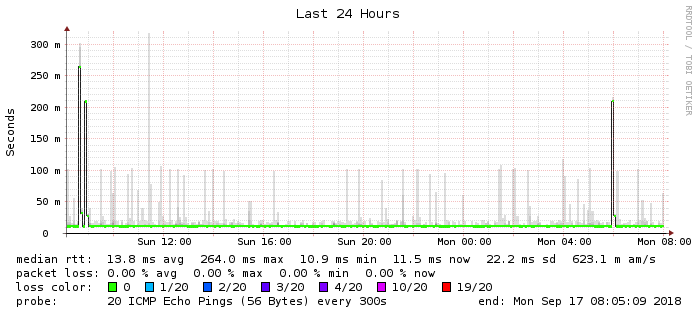 Last 24 Hours
RRDTOOL / TOBI OETIKER
Seconds
300 m
250 m
200 m
150 m
100 m
50 m
0
Sun 12:00 Sun 16:00 Sun 20:00 Mon 00:00 Mon 04:00 Mon 08:00
median rtt: 13.8 ms avg 264.0 ms max 10.9 ms min 11.5 ms now 22.2 ms sd 623.1 m am/s
packet loss: 0.00 % avg 0.00 % max 0.00 % min 0.00 % now
loss color: 0 1/20 2/20 3/20 4/20 10/20 19/20
probe: 20 ICMP Echo Pings (56 Bytes) every 300s end: Mon Sep 17 08:05:09 2018